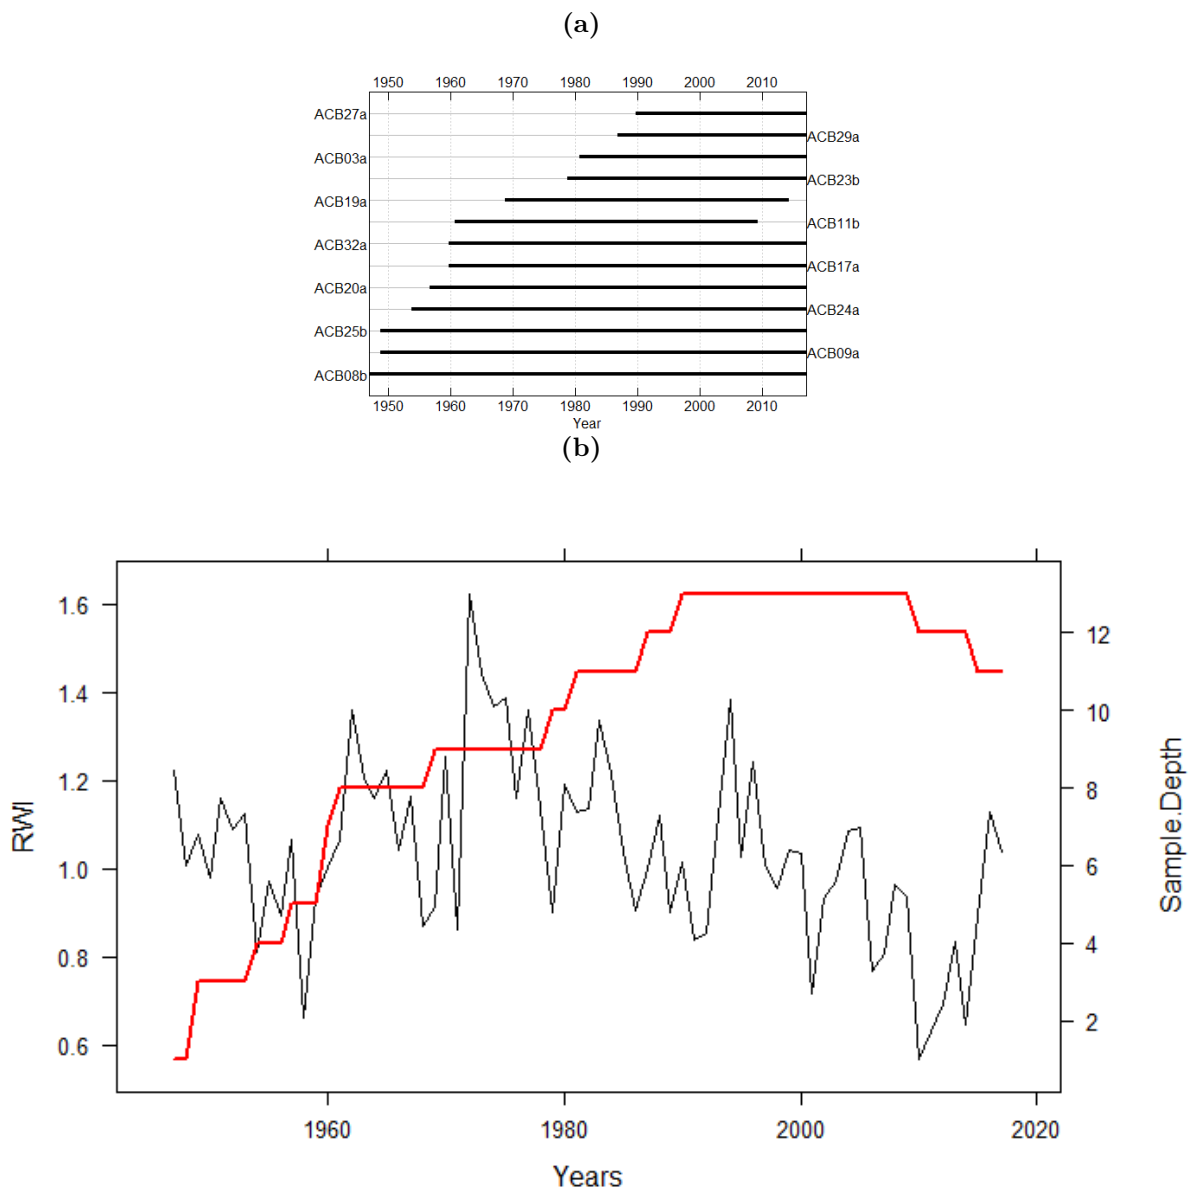 (a)
1950 1960 1970 1980 1990 2000 2010
ACB27a
ACB29a
ACB03a
ACB23b
ACB19a
ACB11b
ACB32a
ACB17a
ACB20a
ACB24a
ACB25b
ACB09a
ACB08b
1950 1960 1970 1980 1990 2000 2010
Year
(b)
1.6
12
1.4
10
1.2
8
RWI
1.0
6
Sample.Depth
0.8
4
2
0.6
1960 1980 2000 2020
Years